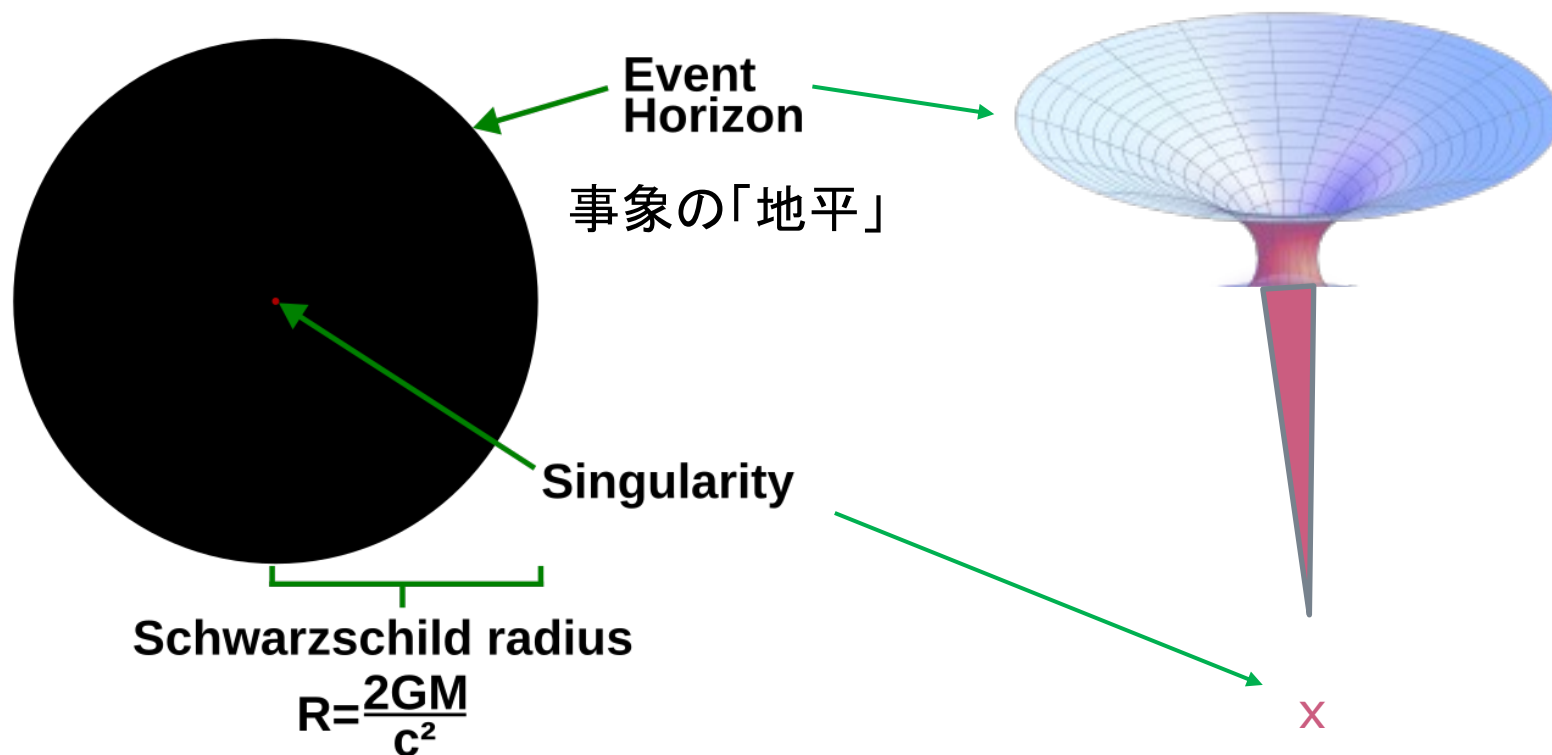 Event
Horizon
事象の「地平」
Singularity
Schwarzschild radius
R=2GM/c²
x